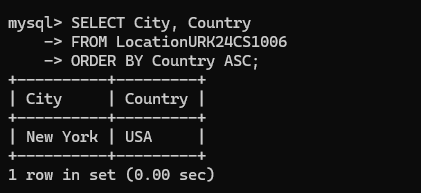 mysql> SELECT City, Country
    -> FROM LocationURK24CS1006
    -> ORDER BY Country ASC;
+----------+---------+
| City     | Country |
+----------+---------+
| New York | USA     |
+----------+---------+
1 row in set (0.00 sec)